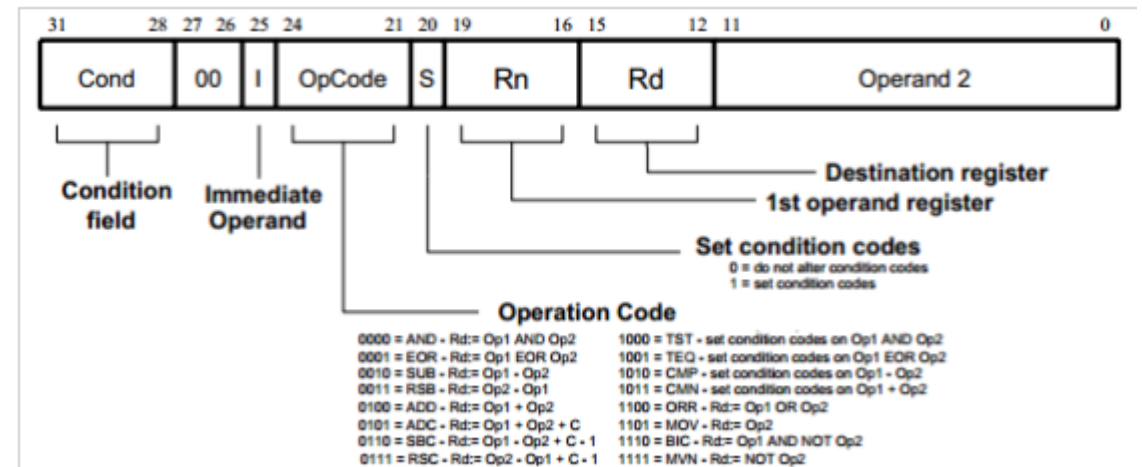 31 28 27 26 25 24 21 20 19 16 15 12 11 0
Cond 00 I OpCode S Rn Rd Operand 2
Destination register
Condition field
Immediate Operand
1st operand register
Set condition codes
0 = do not alter condition codes
1 = set condition codes
Operation Code
0000 = AND - Rd:= Op1 AND Op2
0001 = EOR - Rd:= Op1 EOR Op2
0010 = SUB - Rd:= Op1 - Op2
0011 = RSB - Rd:= Op2 - Op1
0100 = ADD - Rd:= Op1 + Op2
0101 = ADC - Rd:= Op1 + Op2 + C
0110 = SBC - Rd:= Op1 - Op2 + C - 1
0111 = RSC - Rd:= Op2 - Op1 + C - 1
1000 = TST - set condition codes on Op1 AND Op2
1001 = TEQ - set condition codes on Op1 EOR Op2
1010 = CMP - set condition codes on Op1 - Op2
1011 = CMN - set condition codes on Op1 + Op2
1100 = ORR - Rd:= Op1 OR Op2
1101 = MOV - Rd:= Op2
1110 = BIC - Rd:= Op1 AND NOT Op2
1111 = MVN - Rd:= NOT Op2